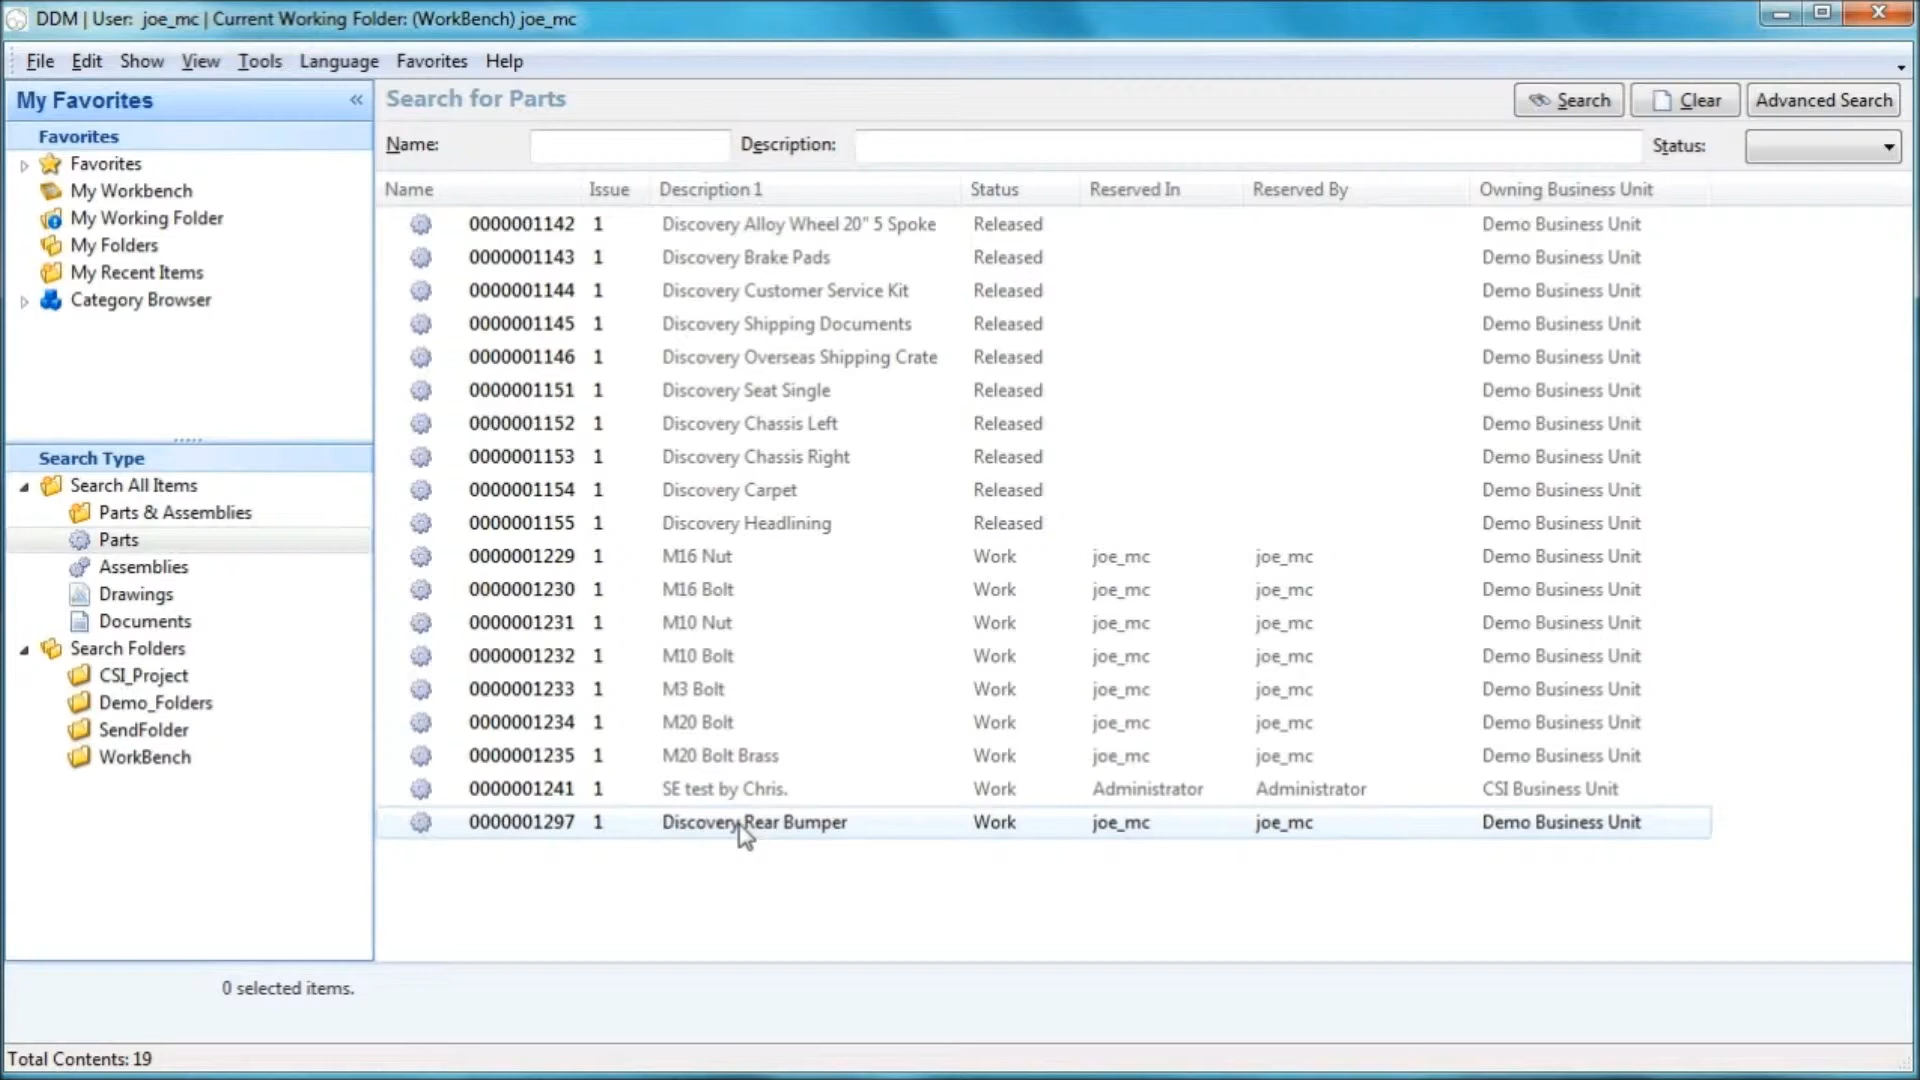 DDM | User: joe_mc | Current Working Folder: (WorkBench) joe_mc
File Edit Show View Tools Language Favorites Help
My Favorites «
Favorites
Favorites
My Workbench
My Working Folder
My Folders
My Recent Items
Category Browser
Search Type
Search All Items
Parts & Assemblies
Parts
Assemblies
Drawings
Documents
Search Folders
CSI_Project
Demo_Folders
SendFolder
WorkBench
Search for Parts Search Clear Advanced Search
Name: Description: Status:
Name Issue Description 1 Status Reserved In Reserved By Owning Business Unit
0000001142 1 Discovery Alloy Wheel 20" 5 Spoke Released Demo Business Unit
0000001143 1 Discovery Brake Pads Released Demo Business Unit
0000001144 1 Discovery Customer Service Kit Released Demo Business Unit
0000001145 1 Discovery Shipping Documents Released Demo Business Unit
0000001146 1 Discovery Overseas Shipping Crate Released Demo Business Unit
0000001151 1 Discovery Seat Single Released Demo Business Unit
0000001152 1 Discovery Chassis Left Released Demo Business Unit
0000001153 1 Discovery Chassis Right Released Demo Business Unit
0000001154 1 Discovery Carpet Released Demo Business Unit
0000001155 1 Discovery Headlining Released Demo Business Unit
0000001229 1 M16 Nut Work joe_mc joe_mc Demo Business Unit
0000001230 1 M16 Bolt Work joe_mc joe_mc Demo Business Unit
0000001231 1 M10 Nut Work joe_mc joe_mc Demo Business Unit
0000001232 1 M10 Bolt Work joe_mc joe_mc Demo Business Unit
0000001233 1 M3 Bolt Work joe_mc joe_mc Demo Business Unit
0000001234 1 M20 Bolt Work joe_mc joe_mc Demo Business Unit
0000001235 1 M20 Bolt Brass Work joe_mc joe_mc Demo Business Unit
0000001241 1 SE test by Chris. Work Administrator Administrator CSI Business Unit
0000001297 1 Discovery Rear Bumper Work joe_mc joe_mc Demo Business Unit
0 selected items.
Total Contents: 19